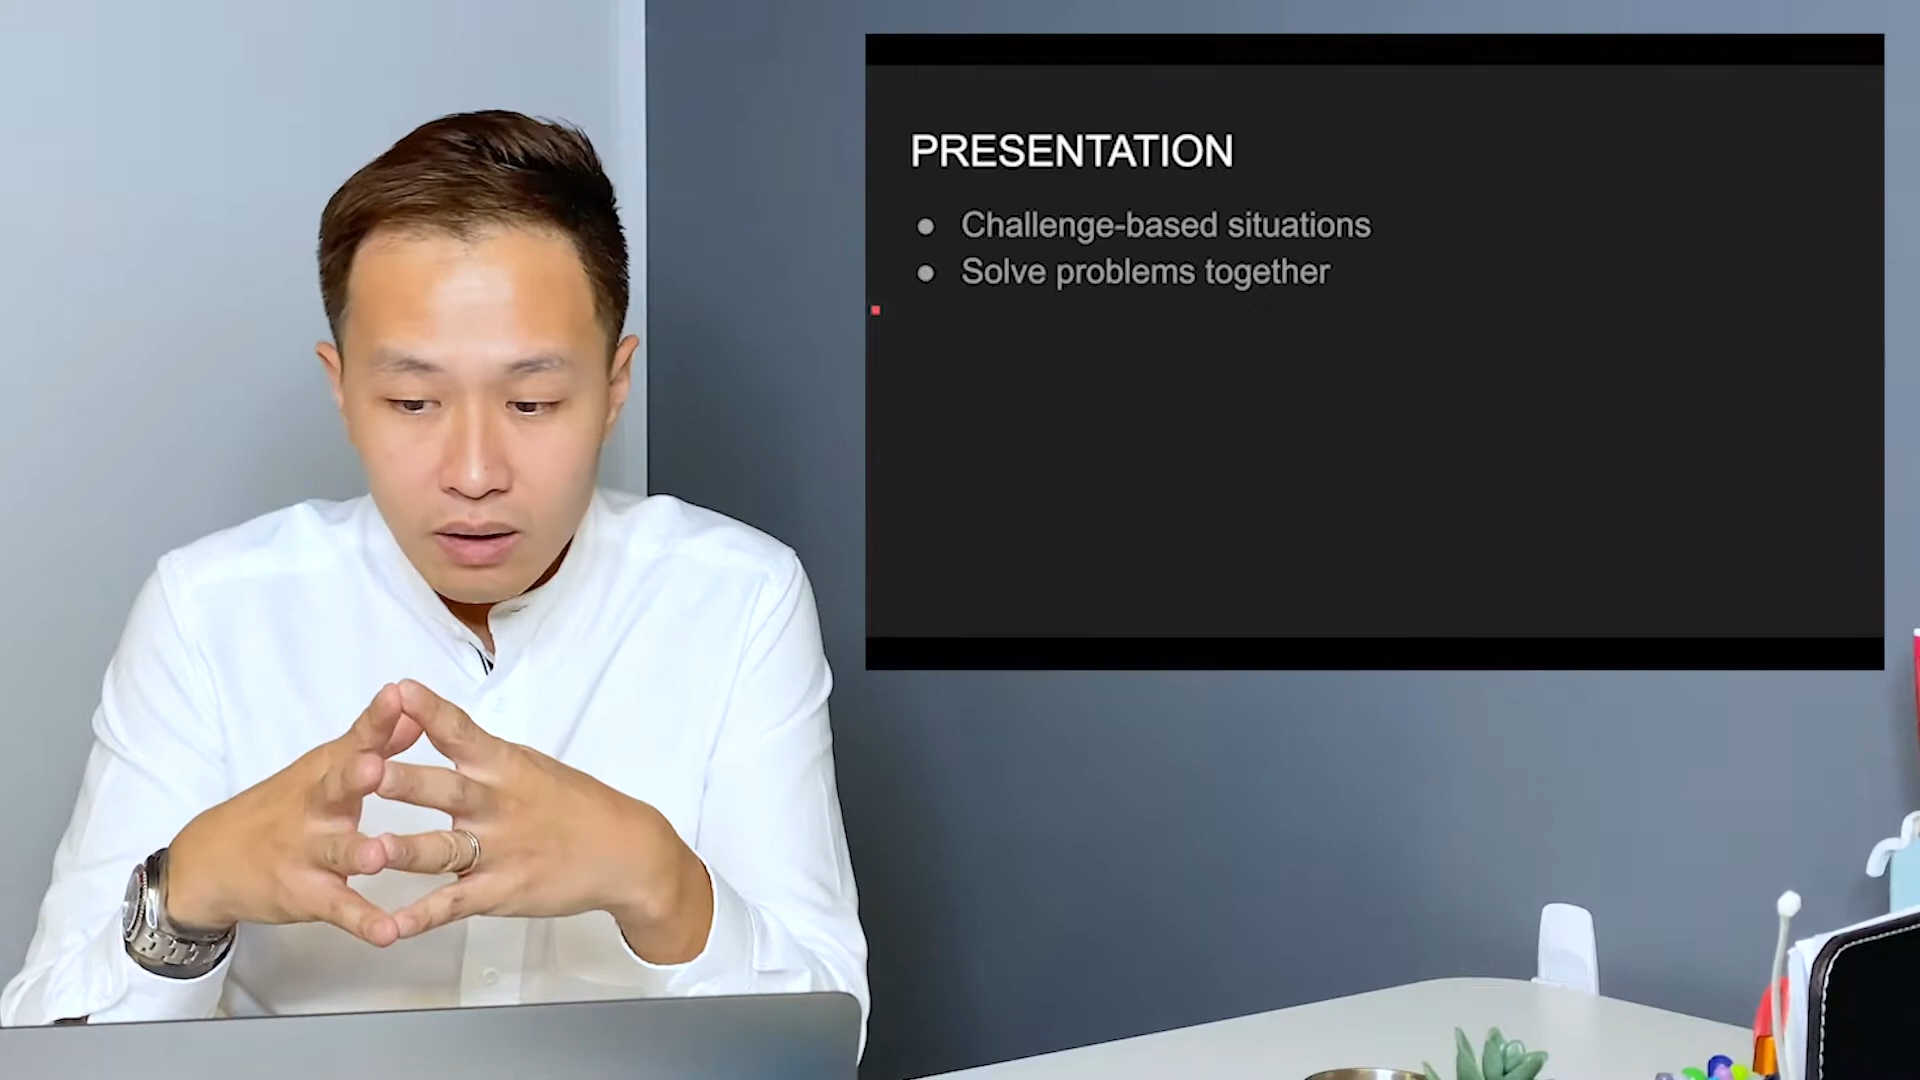 PRESENTATION
● Challenge-based situations
● Solve problems together